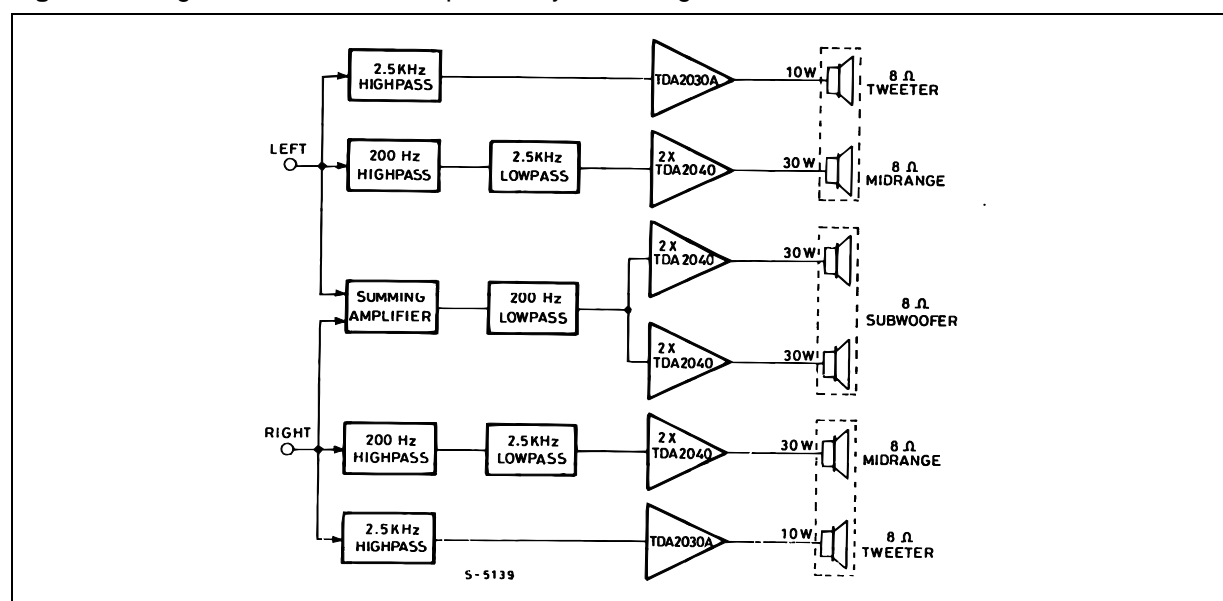 2.5KHz
HIGHPASS
TDA2030A
10W
8 Ω
TWEETER
LEFT
200 Hz
HIGHPASS
2.5KHz
LOWPASS
2X
TDA2040
30W
8 Ω
MIDRANGE
2X
TDA2040
30W
SUMMING
AMPLIFIER
200 Hz
LOWPASS
8 Ω
SUBWOOFER
2X
TDA2040
30W
RIGHT
200 Hz
HIGHPASS
2.5KHz
LOWPASS
2X
TDA2040
30W
8 Ω
MIDRANGE
2.5KHz
HIGHPASS
TDA2030A
10W
8 Ω
TWEETER
S-5139